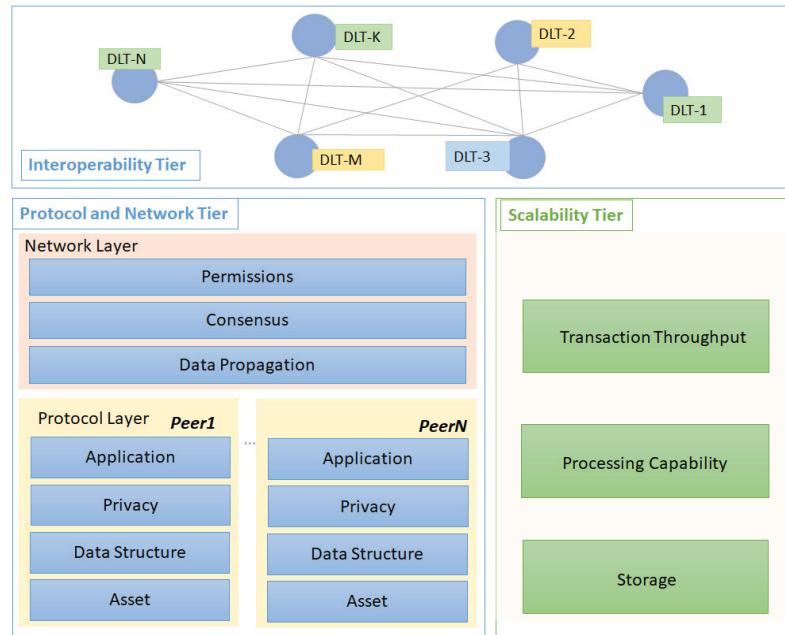 DLT-K
DLT-2
DLT-N
DLT-1
DLT-M
DLT-3
Interoperability Tier
Protocol and Network Tier
Network Layer
Permissions
Consensus
Data Propagation
Protocol Layer
Peer1
Application
Privacy
Data Structure
Asset
...
PeerN
Application
Privacy
Data Structure
Asset
Scalability Tier
Transaction Throughput
Processing Capability
Storage